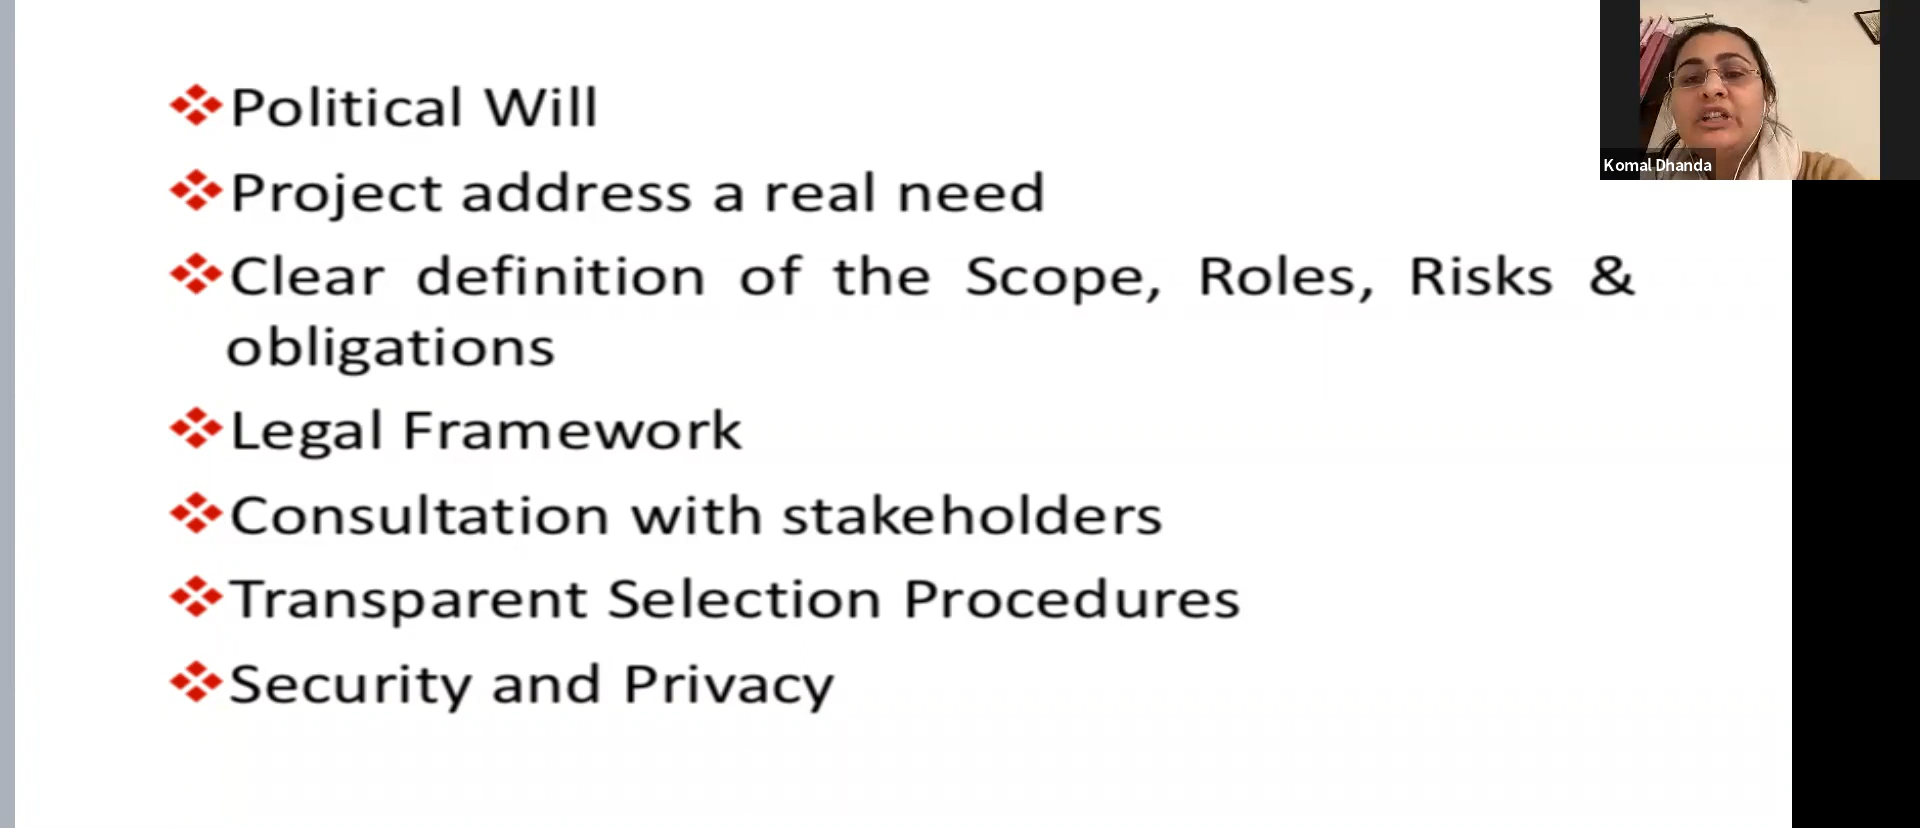 Political Will
Project address a real need
Clear definition of the Scope, Roles, Risks &
obligations
Legal Framework
Consultation with stakeholders
Transparent Selection Procedures
Security and Privacy
Komal Dhanda